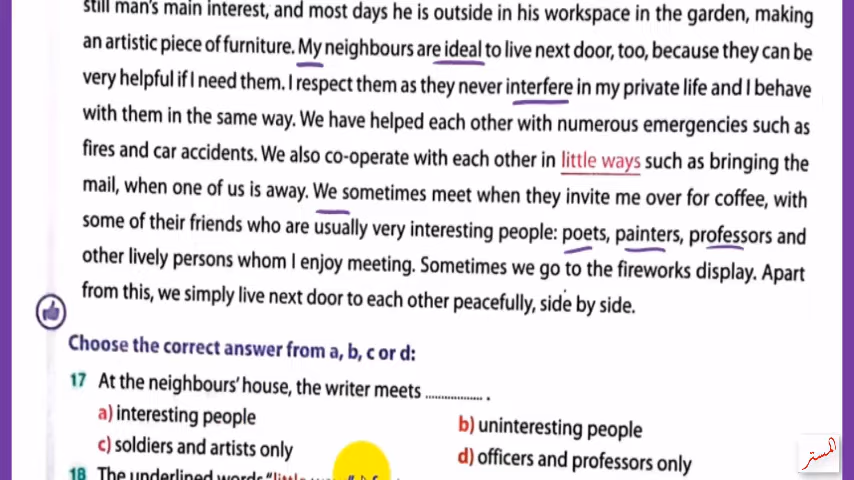 still man's main interest, and most days he is outside in his workspace in the garden, making
an artistic piece of furniture. My neighbours are ideal to live next door, too, because they can be
very helpful if I need them. I respect them as they never interfere in my private life and I behave
with them in the same way. We have helped each other with numerous emergencies such as
fires and car accidents. We also co-operate with each other in little ways such as bringing the
mail, when one of us is away. We sometimes meet when they invite me over for coffee, with
some of their friends who are usually very interesting people: poets, painters, professors and
other lively persons whom I enjoy meeting. Sometimes we go to the fireworks display. Apart
from this, we simply live next door to each other peacefully, side by side.
Choose the correct answer from a, b, c or d:
17 At the neighbours' house, the writer meets .................. .
a) interesting people
b) uninteresting people
c) soldiers and artists only
d) officers and professors only
18 The underlined words "little
المستر